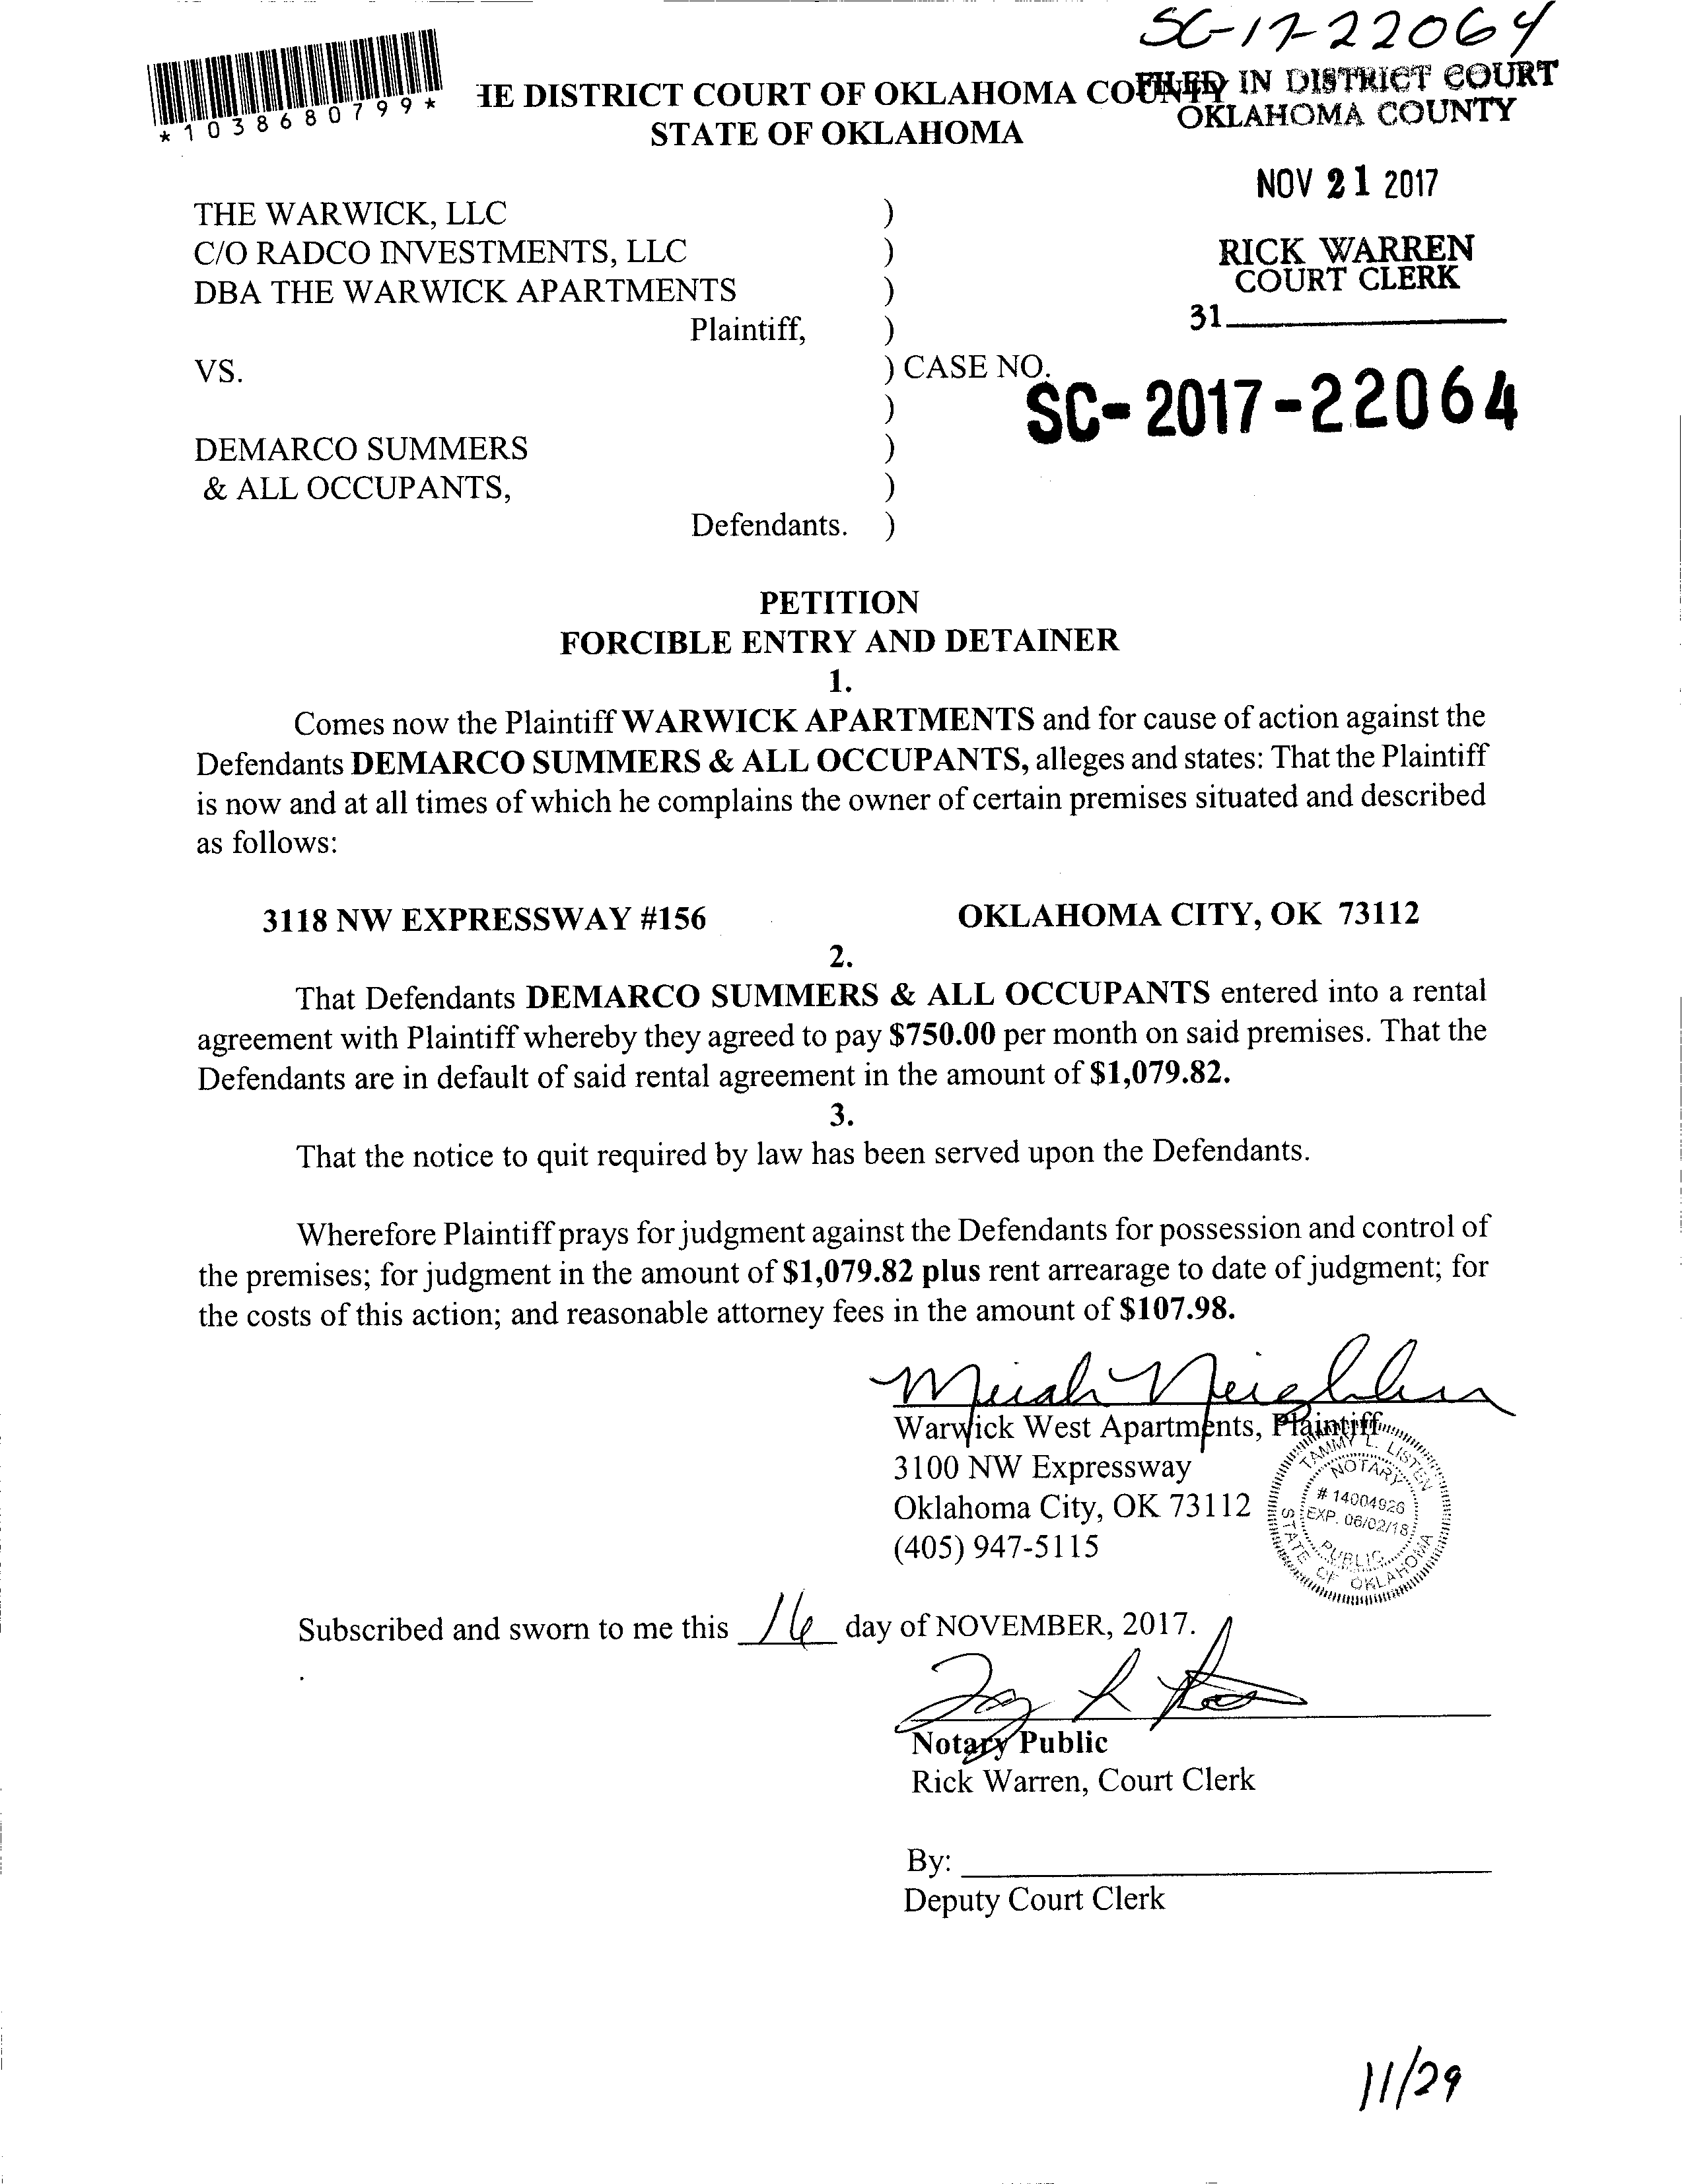 SC-17-22064
*1038680799*
HE DISTRICT COURT OF OKLAHOMA COUNTY
STATE OF OKLAHOMA
FILED IN DISTRICT COURT
OKLAHOMA COUNTY
NOV 21 2017
RICK WARREN
COURT CLERK
31
THE WARWICK, LLC )
C/O RADCO INVESTMENTS, LLC )
DBA THE WARWICK APARTMENTS )
Plaintiff, )
VS. ) CASE NO.
SC-2017-22064
)
DEMARCO SUMMERS )
& ALL OCCUPANTS, )
Defendants. )
PETITION
FORCIBLE ENTRY AND DETAINER
1.
Comes now the Plaintiff WARWICK APARTMENTS and for cause of action against the
Defendants DEMARCO SUMMERS & ALL OCCUPANTS, alleges and states: That the Plaintiff
is now and at all times of which he complains the owner of certain premises situated and described
as follows:
3118 NW EXPRESSWAY #156 OKLAHOMA CITY, OK 73112
2.
That Defendants DEMARCO SUMMERS & ALL OCCUPANTS entered into a rental
agreement with Plaintiff whereby they agreed to pay $750.00 per month on said premises. That the
Defendants are in default of said rental agreement in the amount of $1,079.82.
3.
That the notice to quit required by law has been served upon the Defendants.
Wherefore Plaintiff prays for judgment against the Defendants for possession and control of
the premises; for judgment in the amount of $1,079.82 plus rent arrearage to date of judgment; for
the costs of this action; and reasonable attorney fees in the amount of $107.98.
Warwick West Apartments, Plaintiff
3100 NW Expressway
Oklahoma City, OK 73112
(405) 947-5115
TAMMY L. LISTEN
NOTARY
# 14004926
EXP. 06/02/18
PUBLIC
STATE OF OKLAHOMA
Subscribed and sworn to me this 16 day of NOVEMBER, 2017.
.
Notary Public
Rick Warren, Court Clerk
By:
Deputy Court Clerk
11/29